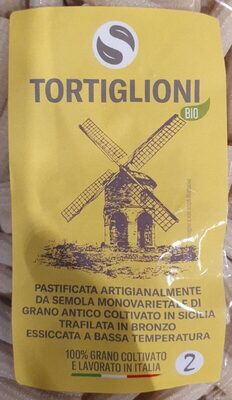 TORTIGLIONI
BIO
PASTIFICATA ARTIGIANALMENTE
DA SEMOLA MONOVARIETALE DI
GRANO ANTICO COLTIVATO IN SICILIA
TRAFILATA IN BRONZO
ESSICCATA A BASSA TEMPERATURA
100% GRANO COLTIVATO
E LAVORATO IN ITALIA
2